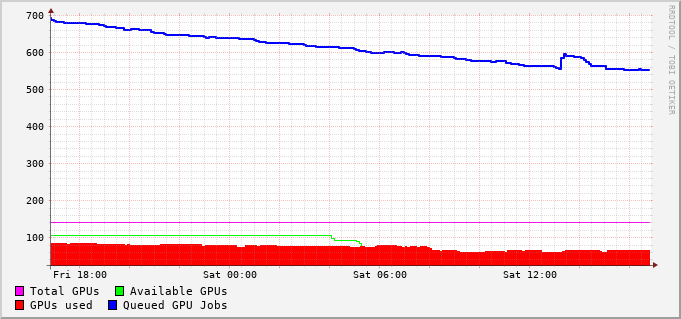 700
600
500
400
300
200
100
Fri 18:00 Sat 00:00 Sat 06:00 Sat 12:00
Total GPUs Available GPUs
GPUs used Queued GPU Jobs
RRDTOOL / TOBI OETIKER